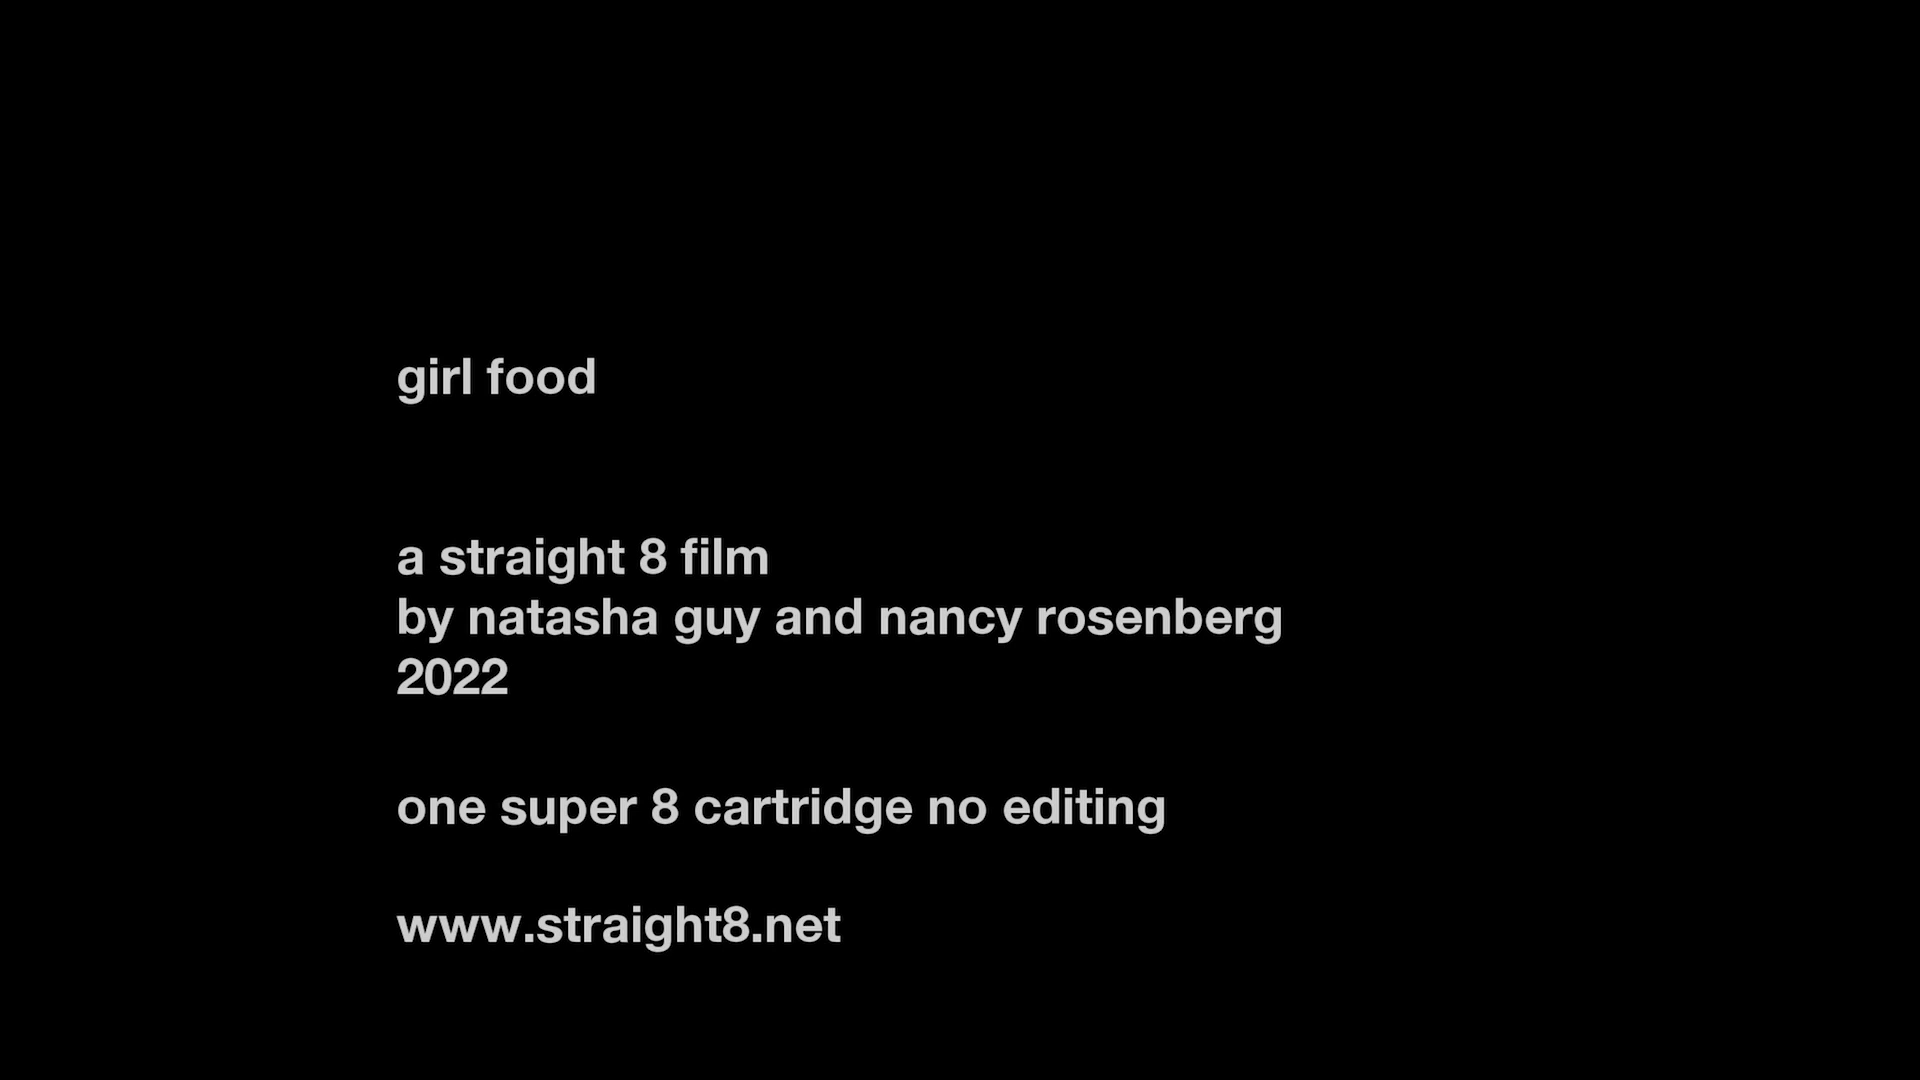 girl food
a straight 8 film
by natasha guy and nancy rosenberg
2022
one super 8 cartridge no editing
www.straight8.net